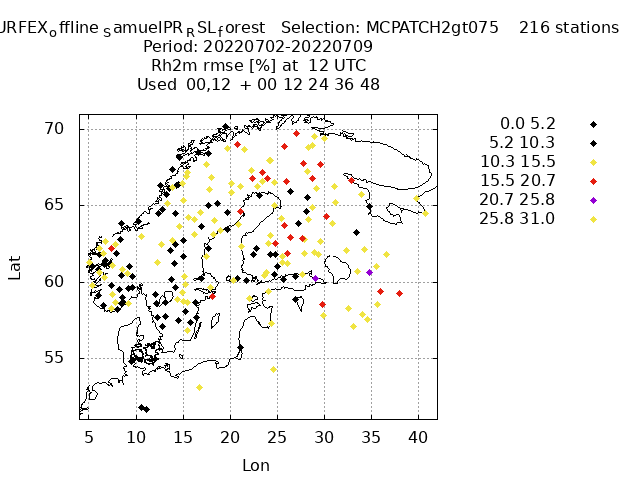 URFEXoffline SamuelPRRSLforest Selection: MCPATCH2gt075 216 stations
Period: 20220702-20220709
Rh2m rmse [%] at 12 UTC
Used 00,12 + 00 12 24 36 48
0.0 5.2
5.2 10.3
10.3 15.5
15.5 20.7
20.7 25.8
25.8 31.0
70
65
60
55
Lat
5 10 15 20 25 30 35 40
Lon